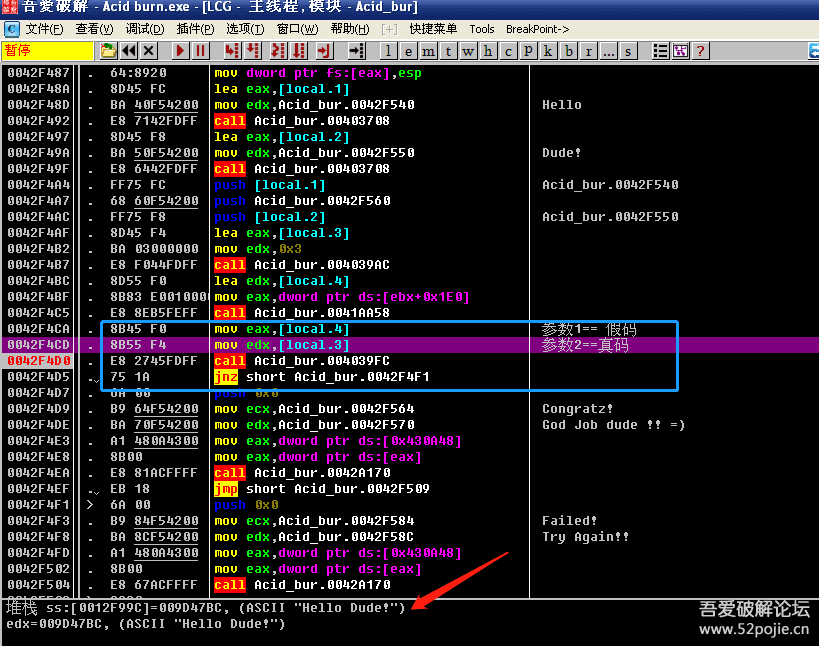 吾爱破解 - Acid burn.exe - [LCG - 主线程, 模块 - Acid_bur]
C 文件(F) 查看(V) 调试(D) 插件(P) 选项(T) 窗口(W) 帮助(H) [+] 快捷菜单 Tools BreakPoint->
暂停 l e m t w h c p k b r ... s ?
0042F487 . 64:8920 mov dword ptr fs:[eax],esp
0042F48A . 8D45 FC lea eax,[local.1]
0042F48D . BA 40F54200 mov edx,Acid_bur.0042F540 Hello
0042F492 . E8 7142FDFF call Acid_bur.00403708
0042F497 . 8D45 F8 lea eax,[local.2]
0042F49A . BA 50F54200 mov edx,Acid_bur.0042F550 Dude!
0042F49F . E8 6442FDFF call Acid_bur.00403708
0042F4A4 . FF75 FC push [local.1] Acid_bur.0042F540
0042F4A7 . 68 60F54200 push Acid_bur.0042F560
0042F4AC . FF75 F8 push [local.2] Acid_bur.0042F550
0042F4AF . 8D45 F4 lea eax,[local.3]
0042F4B2 . BA 03000000 mov edx,0x3
0042F4B7 . E8 F044FDFF call Acid_bur.004039AC
0042F4BC . 8D55 F0 lea edx,[local.4]
0042F4BF . 8B83 E0010000 mov eax,dword ptr ds:[ebx+0x1E0]
0042F4C5 . E8 8EB5FEFF call Acid_bur.0041AA58
0042F4CA . 8B45 F0 mov eax,[local.4] 参数1== 假码
0042F4CD . 8B55 F4 mov edx,[local.3] 参数2==真码
0042F4D0 . E8 2745FDFF call Acid_bur.004039FC
0042F4D5 . 75 1A jnz short Acid_bur.0042F4F1
0042F4D7 . 6A 00 push 0x0
0042F4D9 . B9 64F54200 mov ecx,Acid_bur.0042F564 Congratz!
0042F4DE . BA 70F54200 mov edx,Acid_bur.0042F570 God Job dude !! =)
0042F4E3 . A1 480A4300 mov eax,dword ptr ds:[0x430A48]
0042F4E8 . 8B00 mov eax,dword ptr ds:[eax]
0042F4EA . E8 81ACFFFF call Acid_bur.0042A170
0042F4EF . EB 18 jmp short Acid_bur.0042F509
0042F4F1 > 6A 00 push 0x0
0042F4F3 . B9 84F54200 mov ecx,Acid_bur.0042F584 Failed!
0042F4F8 . BA 8CF54200 mov edx,Acid_bur.0042F58C Try Again!!
0042F4FD . A1 480A4300 mov eax,dword ptr ds:[0x430A48]
0042F502 . 8B00 mov eax,dword ptr ds:[eax]
0042F504 . E8 67ACFFFF call Acid_bur.0042A170
堆栈 ss:[0012F99C]=009D47BC, (ASCII "Hello Dude!")
edx=009D47BC, (ASCII "Hello Dude!")
吾爱破解论坛
www.52pojie.cn